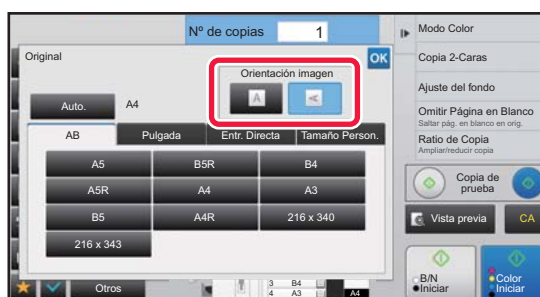 Nº de copias 1
Original
OK
Orientación imagen
A A
Auto. A4
AB Pulgada Entr. Directa Tamaño Person.
A5 B5R B4
A5R A4 A3
B5 A4R 216 x 340
216 x 343
Otros
3 B4
4 A3 A4
Modo Color
Copia 2-Caras
Ajuste del fondo
Omitir Página en Blanco
Saltar pág. en blanco en orig.
Ratio de Copia
Ampliar/reducir copia
Copia de
prueba
Vista previa CA
B/N
Iniciar
Color
Iniciar